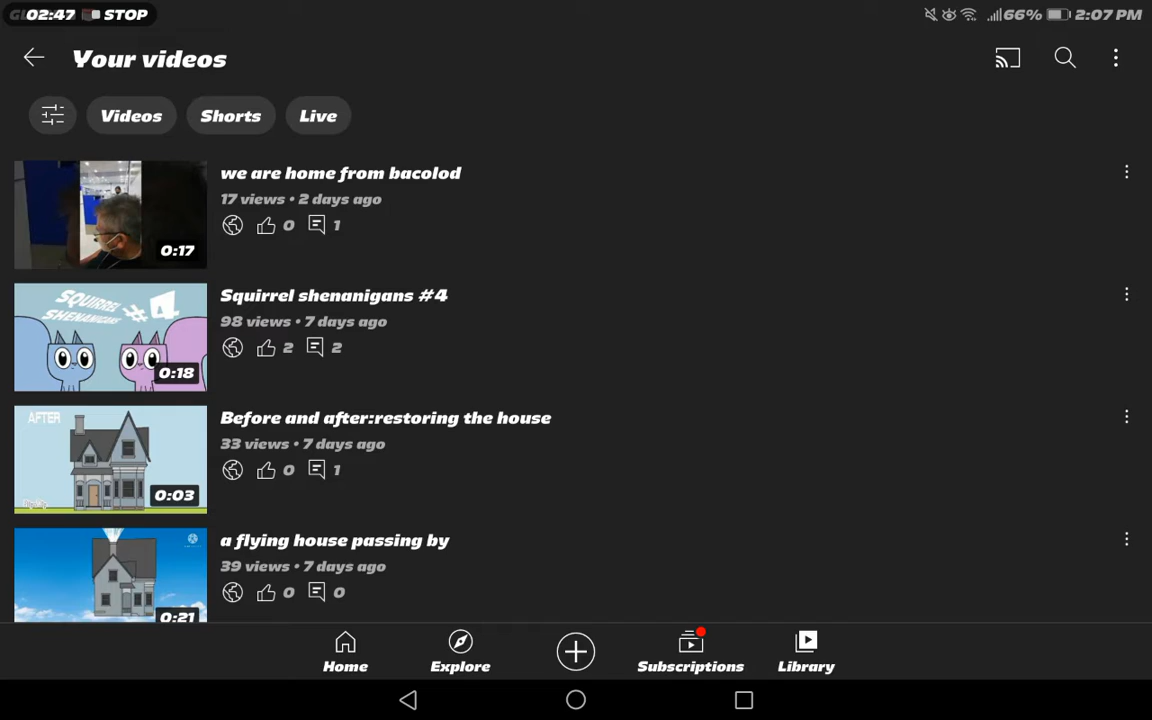 02:47 STOP
66% 2:07 PM
Your videos
Videos Shorts Live
we are home from bacolod
17 views • 2 days ago
0 1
0:17
Squirrel shenanigans #4
98 views • 7 days ago
2 2
SQUIRREL SHENANIGANS #4
0:18
Before and after:restoring the house
33 views • 7 days ago
0 1
AFTER
0:03
a flying house passing by
39 views • 7 days ago
0 0
0:21
Home Explore Subscriptions Library